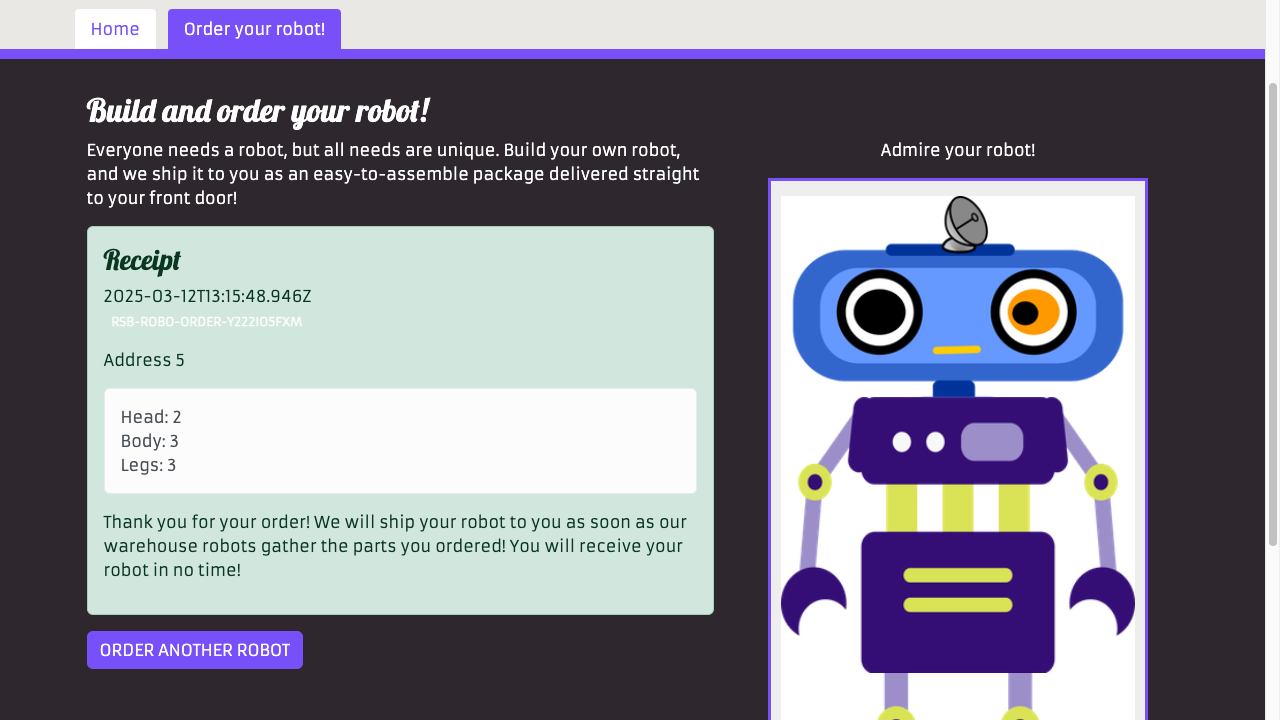 Home
Order your robot!
Build and order your robot!
Everyone needs a robot, but all needs are unique. Build your own robot,
and we ship it to you as an easy-to-assemble package delivered straight
to your front door!
Receipt
2025-03-12T13:15:48.946Z
RSB-ROBO-ORDER-Y222IO5FXM
Address 5
Head: 2
Body: 3
Legs: 3
Thank you for your order! We will ship your robot to you as soon as our
warehouse robots gather the parts you ordered! You will receive your
robot in no time!
ORDER ANOTHER ROBOT
Admire your robot!